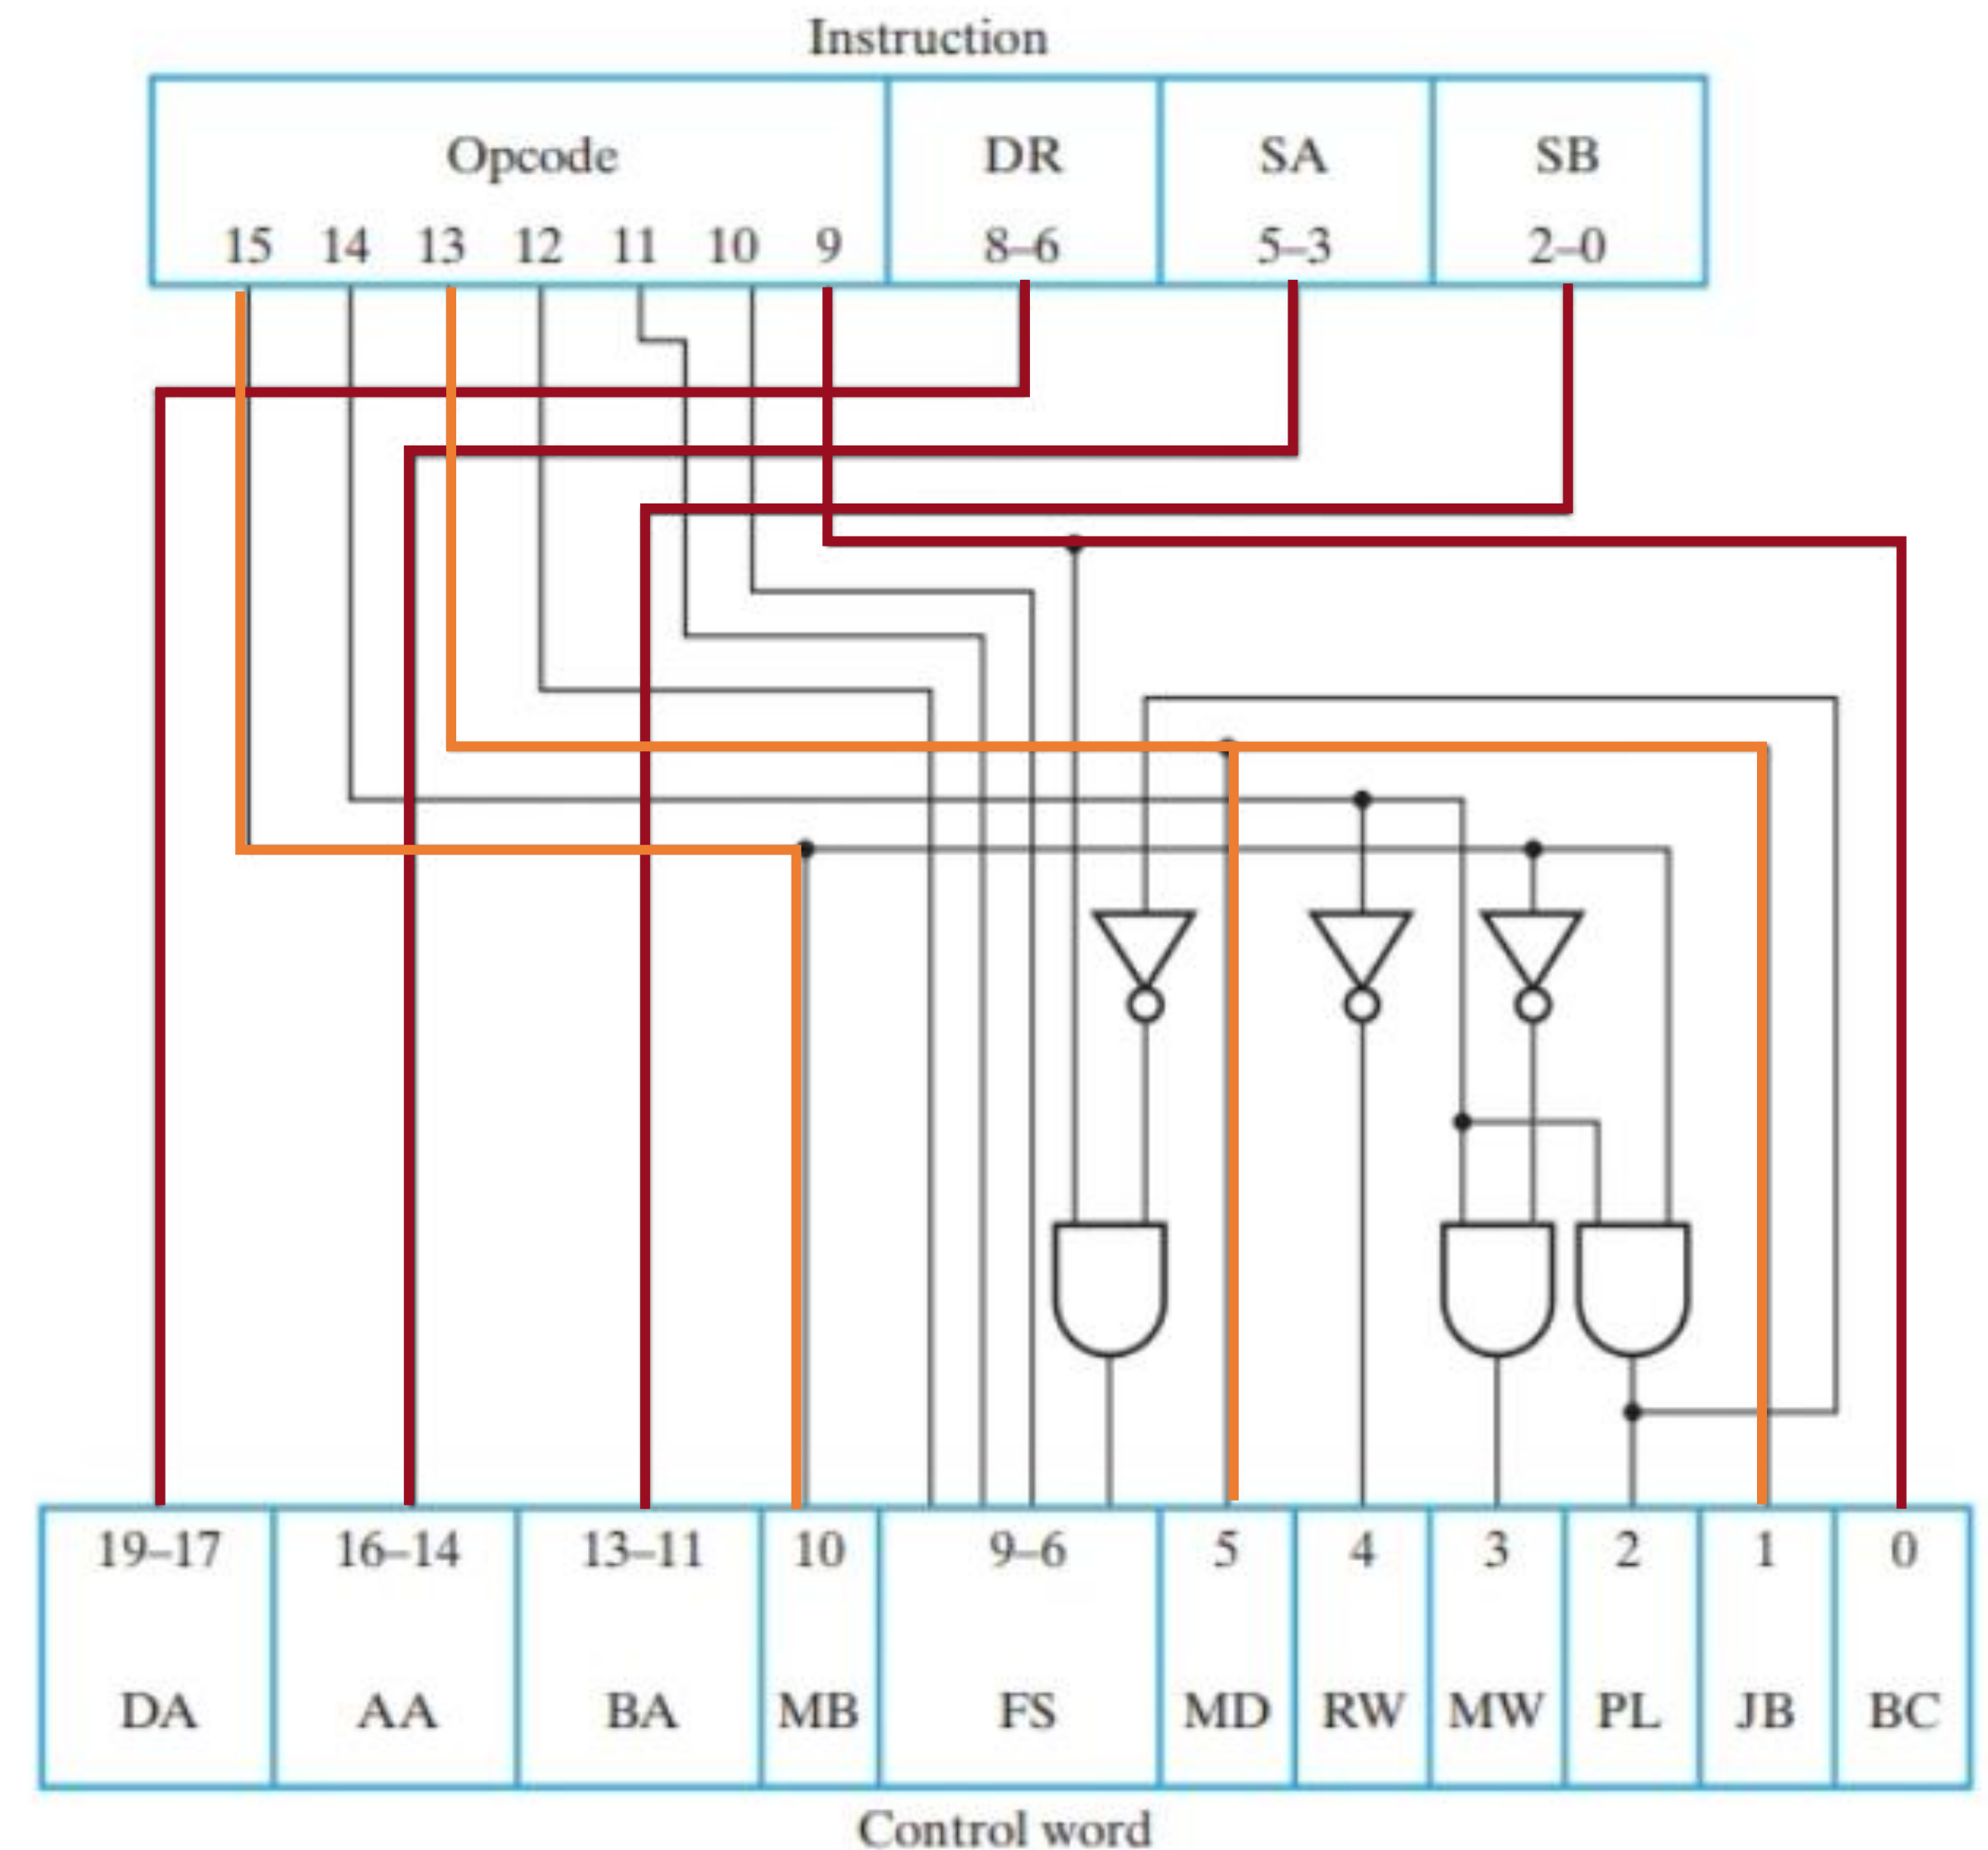 Instruction
Opcode DR SA SB
15 14 13 12 11 10 9 8–6 5–3 2–0
19–17 16–14 13–11 10 9–6 5 4 3 2 1 0
DA AA BA MB FS MD RW MW PL JB BC
Control word